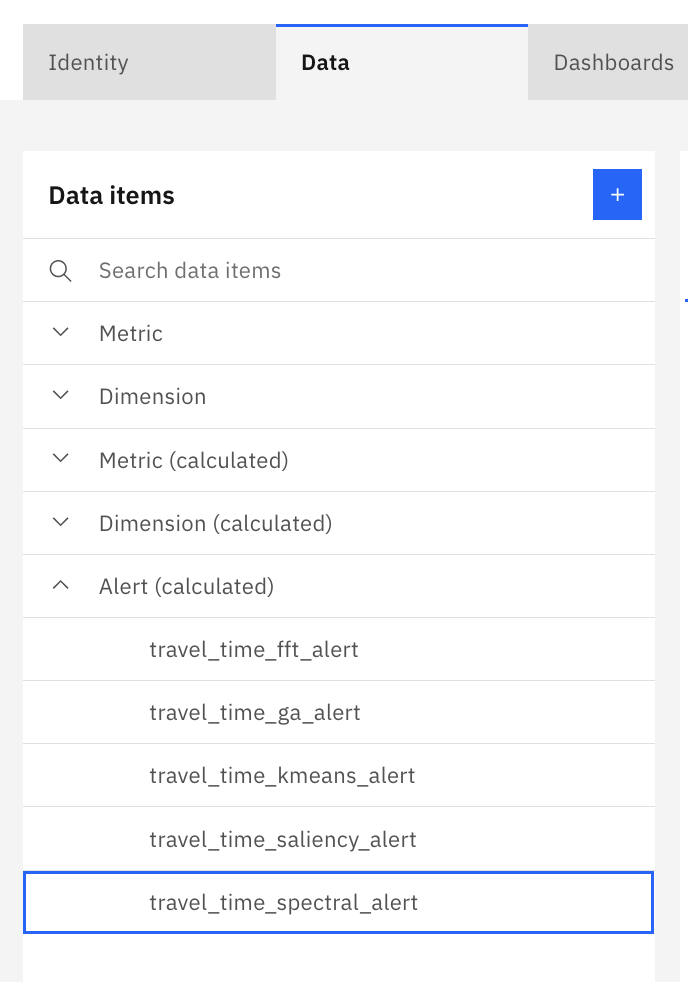 Identity
Data
Dashboards
Data items
+
Search data items
Metric
Dimension
Metric (calculated)
Dimension (calculated)
Alert (calculated)
travel_time_fft_alert
travel_time_ga_alert
travel_time_kmeans_alert
travel_time_saliency_alert
travel_time_spectral_alert